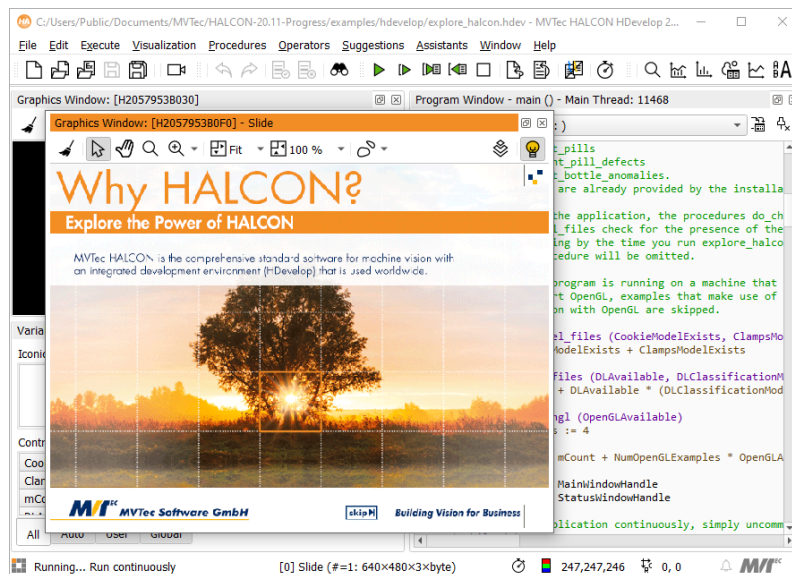 C:/Users/Public/Documents/MVTec/HALCON-20.11-Progress/examples/hdevelop/explore_halcon.hdev - MVTec HALCON HDevelop 2...
File Edit Execute Visualization Procedures Operators Suggestions Assistants Window Help
Graphics Window: [H2057953B030]
Program Window - main () - Main Thread: 11468
Graphics Window: [H2057953B0F0] - Slide
: )
Fit
100 %
Why HALCON?
Explore the Power of HALCON
MVTec HALCON is the comprehensive standard software for machine vision with
an integrated development environment (HDevelop) that is used worldwide.
MVTec Software GmbH
skip
Building Vision for Business
t_pills
nt_pill_defects
t_bottle_anomalies.
are already provided by the installa
the application, the procedures do_ch
l_files check for the presence of the
ing by the time you run explore_halco
cedure will be omitted.
program is running on a machine that
rt OpenGL, examples that make use of
on with OpenGL are skipped.
el_files (CookieModelExists, ClampsMo
ModelExists + ClampsModelExists
files (DLAvailable, DLClassificationM
+ DLAvailable * (DLClassificationMod
ngl (OpenGLAvailable)
s := 4
mCount + NumOpenGLExamples * OpenGLA
MainWindowHandle
StatusWindowHandle
plication continuously, simply uncomm
Varia
Iconic
Contr
Coo
Clar
mCo
All Auto User Global
Running... Run continuously
[0] Slide (#=1: 640×480×3×byte)
247,247,246
0, 0